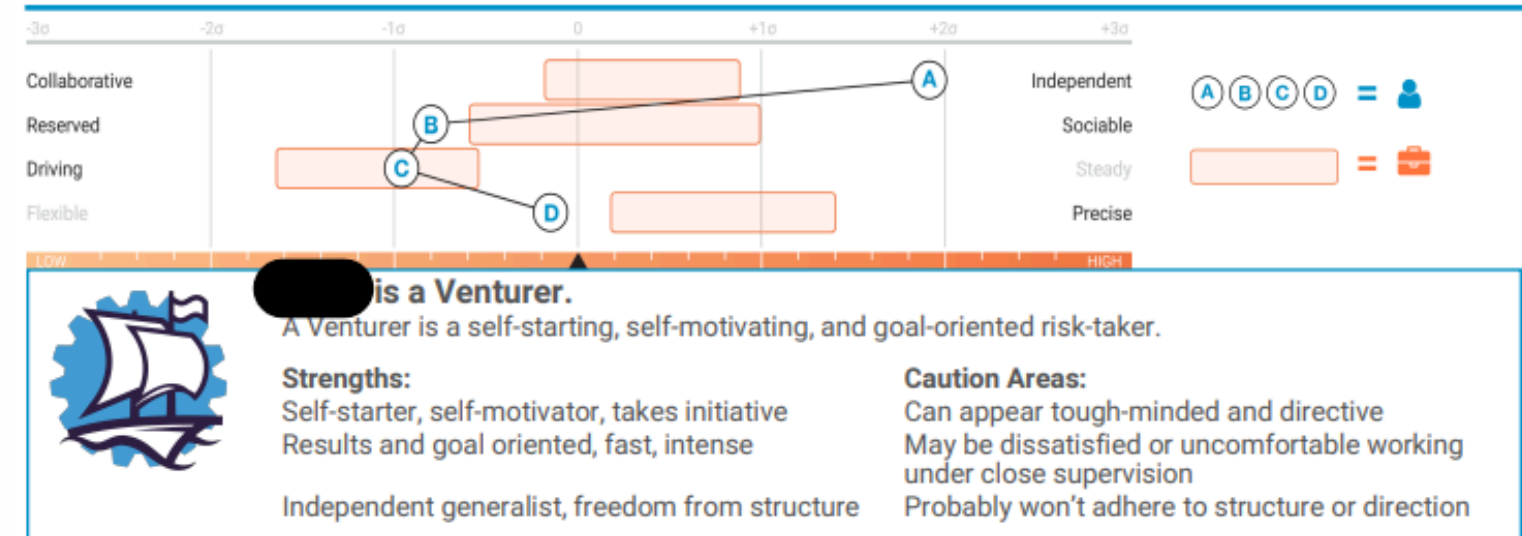 -3σ -2σ -1σ 0 +1σ +2σ +3σ
Collaborative A Independent
A B C D =
Reserved B Sociable
Driving C Steady
=
Flexible D Precise
LOW HIGH
is a Venturer.
A Venturer is a self-starting, self-motivating, and goal-oriented risk-taker.
Strengths:
Self-starter, self-motivator, takes initiative
Results and goal oriented, fast, intense
Independent generalist, freedom from structure
Caution Areas:
Can appear tough-minded and directive
May be dissatisfied or uncomfortable working
under close supervision
Probably won't adhere to structure or direction